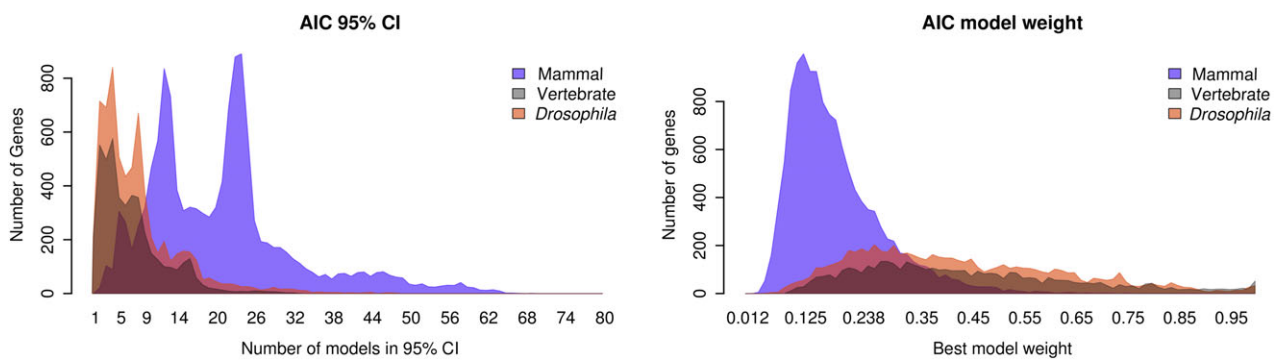 AIC 95% CI
Number of Genes
0 200 400 600 800
Mammal
Vertebrate
Drosophila
1 5 9 14 20 26 32 38 44 50 56 62 68 74 80
Number of models in 95% CI
AIC model weight
Number of genes
0 200 400 600 800
Mammal
Vertebrate
Drosophila
0.012 0.125 0.238 0.35 0.45 0.55 0.65 0.75 0.85 0.95
Best model weight